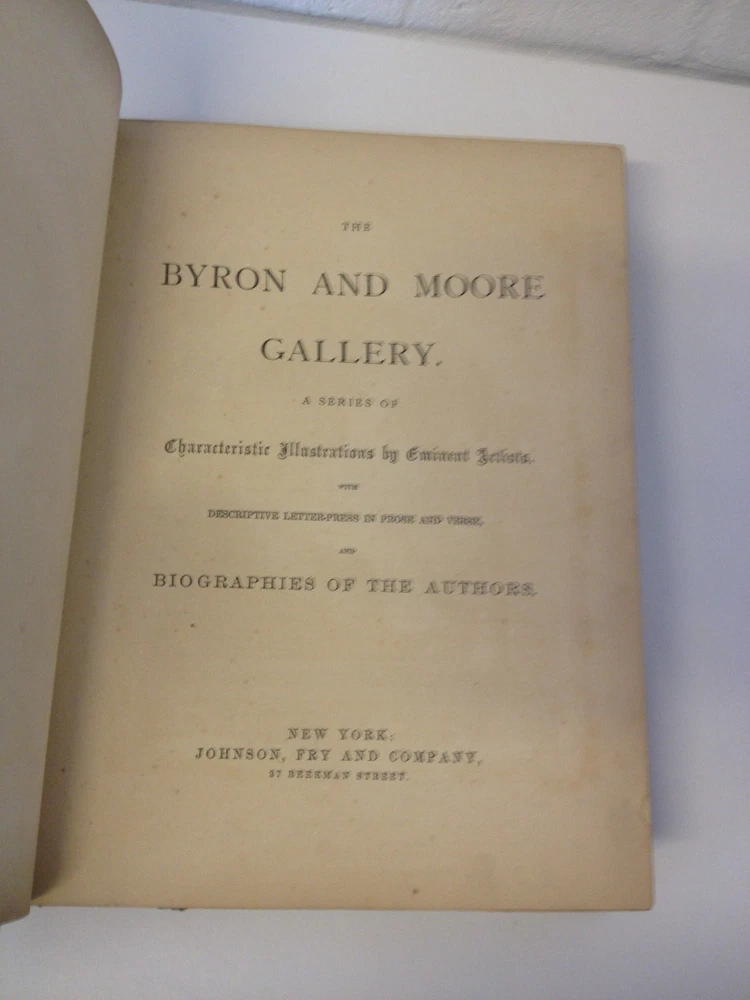 THE
BYRON AND MOORE
GALLERY.
A SERIES OF
Characteristic Illustrations by Eminent Artists.
WITH
DESCRIPTIVE LETTER-PRESS IN PROSE AND VERSE,
AND
BIOGRAPHIES OF THE AUTHORS.
NEW YORK:
JOHNSON, FRY AND COMPANY,
27 BEEKMAN STREET.